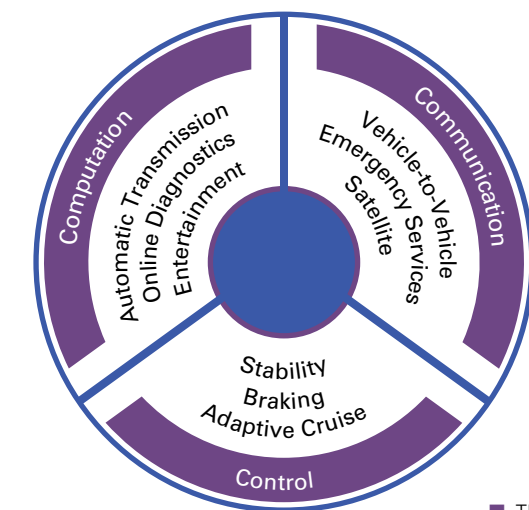 Computation
Automatic Transmission
Online Diagnostics
Entertainment
Communication
Vehicle-to-Vehicle
Emergency Services
Satellite
Stability
Braking
Adaptive Cruise
Control